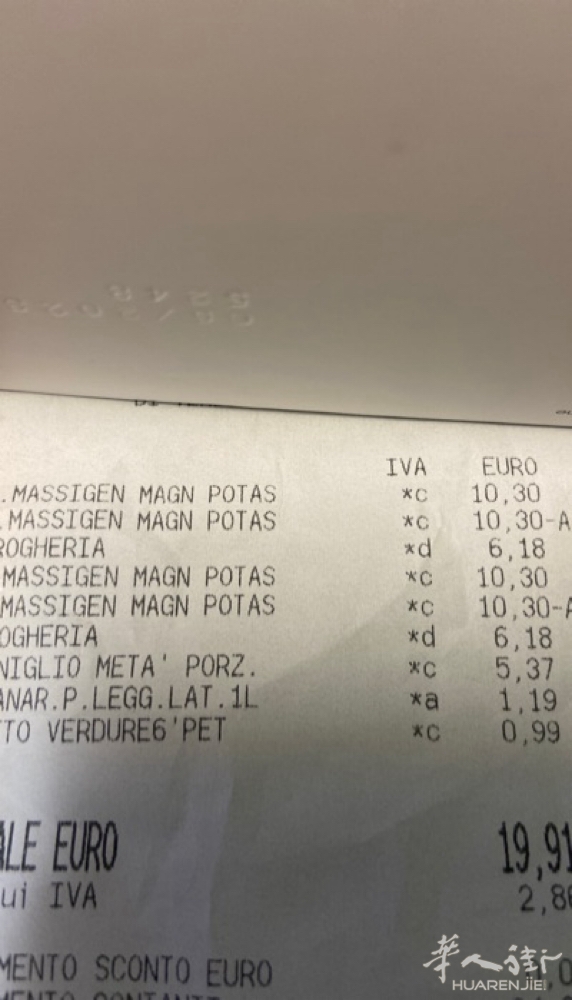 IVA EURO
.MASSIGEN MAGN POTAS *c 10,30
.MASSIGEN MAGN POTAS *c 10,30-A
ROGHERIA *d 6,18
MASSIGEN MAGN POTAS *c 10,30
MASSIGEN MAGN POTAS *c 10,30-A
OGHERIA *d 6,18
NIGLIO META' PORZ. *c 5,37
ANAR.P.LEGG.LAT.1L *a 1,19
TO VERDURE6'PET *c 0,99
ALE EURO 19,91
ui IVA 2,86
MENTO SCONTO EURO
華人街
HUARENJIE